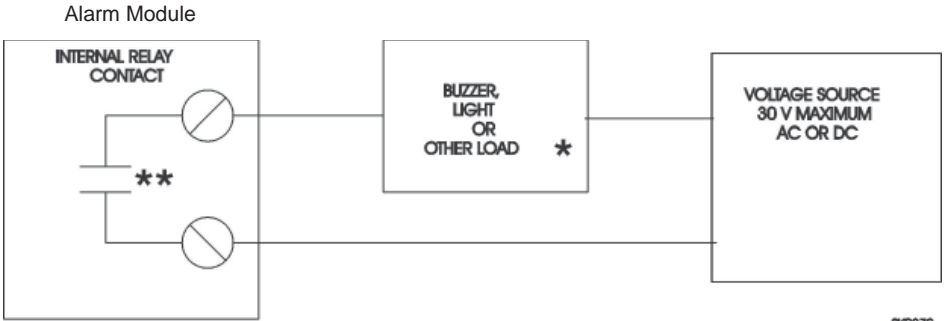 Alarm Module
INTERNAL RELAY
CONTACT
**
BUZZER,
LIGHT
OR
OTHER LOAD *
VOLTAGE SOURCE
30 V MAXIMUM
AC OR DC